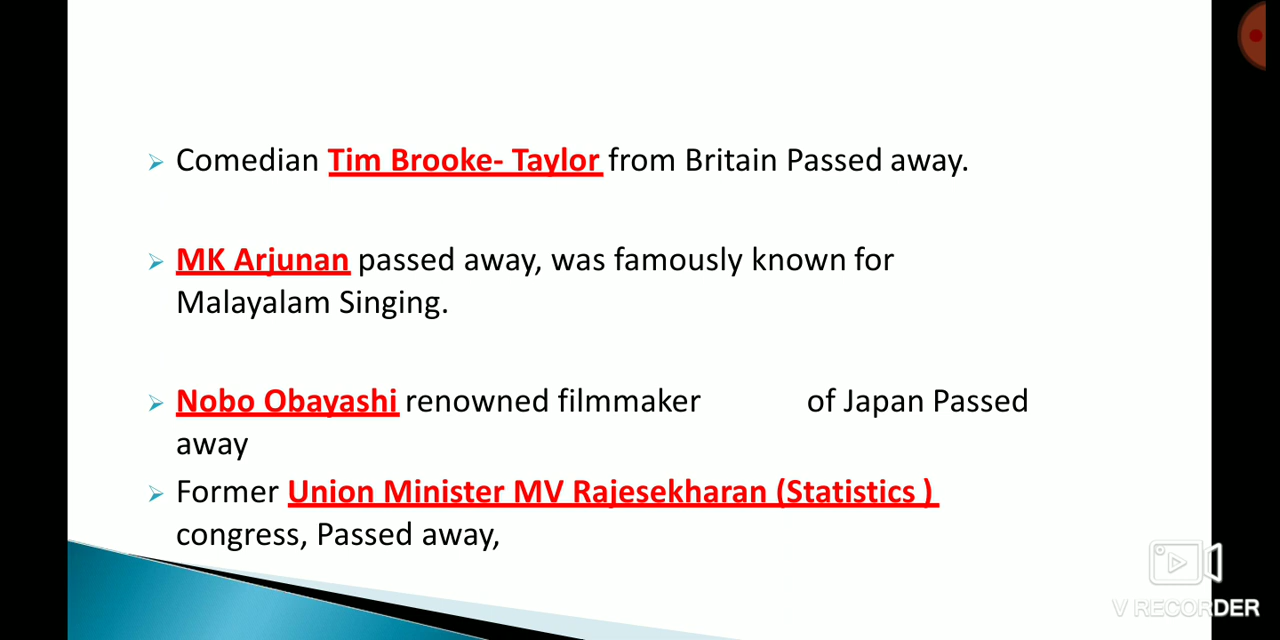 Comedian Tim Brooke- Taylor from Britain Passed away.
MK Arjunan passed away, was famously known for
Malayalam Singing.
Nobo Obayashi renowned filmmaker of Japan Passed
away
Former Union Minister MV Rajesekharan (Statistics )
congress, Passed away,
V RECORDER